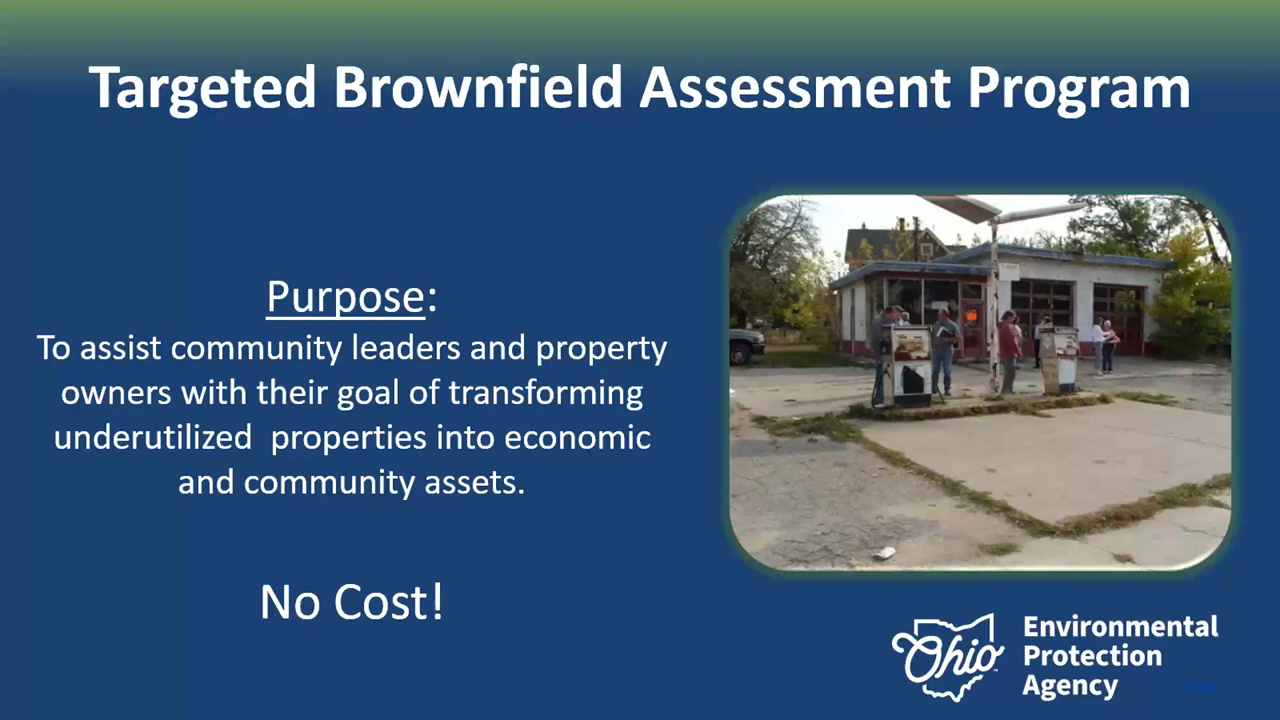 Targeted Brownfield Assessment Program
Purpose:
To assist community leaders and property
owners with their goal of transforming
underutilized  properties into economic
and community assets.
No Cost!
Ohio
Environmental
Protection
Agency